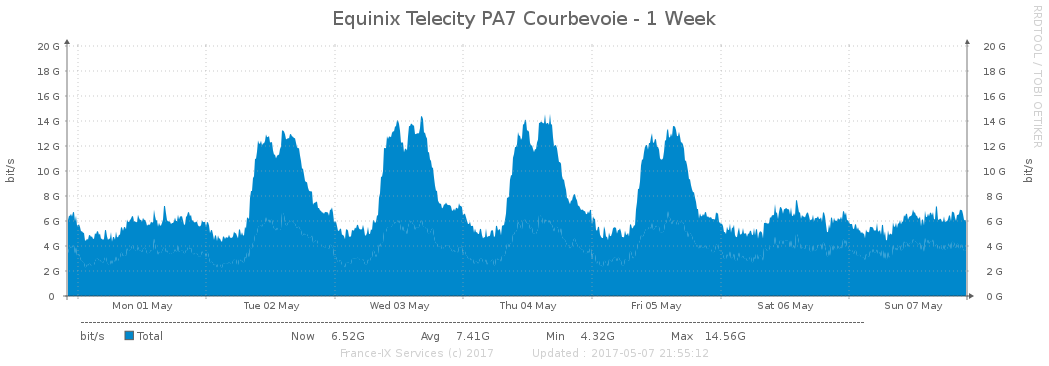 Equinix Telecity PA7 Courbevoie - 1 Week
RRDTOOL / TOBI OETIKER
bit/s
20 G 20 G
18 G 18 G
16 G 16 G
14 G 14 G
12 G 12 G
10 G 10 G
8 G 8 G
6 G 6 G
4 G 4 G
2 G 2 G
0 0 G
bit/s
Mon 01 May Tue 02 May Wed 03 May Thu 04 May Fri 05 May Sat 06 May Sun 07 May
bit/s Total Now 6.52G Avg 7.41G Min 4.32G Max 14.56G
France-IX Services (c) 2017 Updated : 2017-05-07 21:55:12